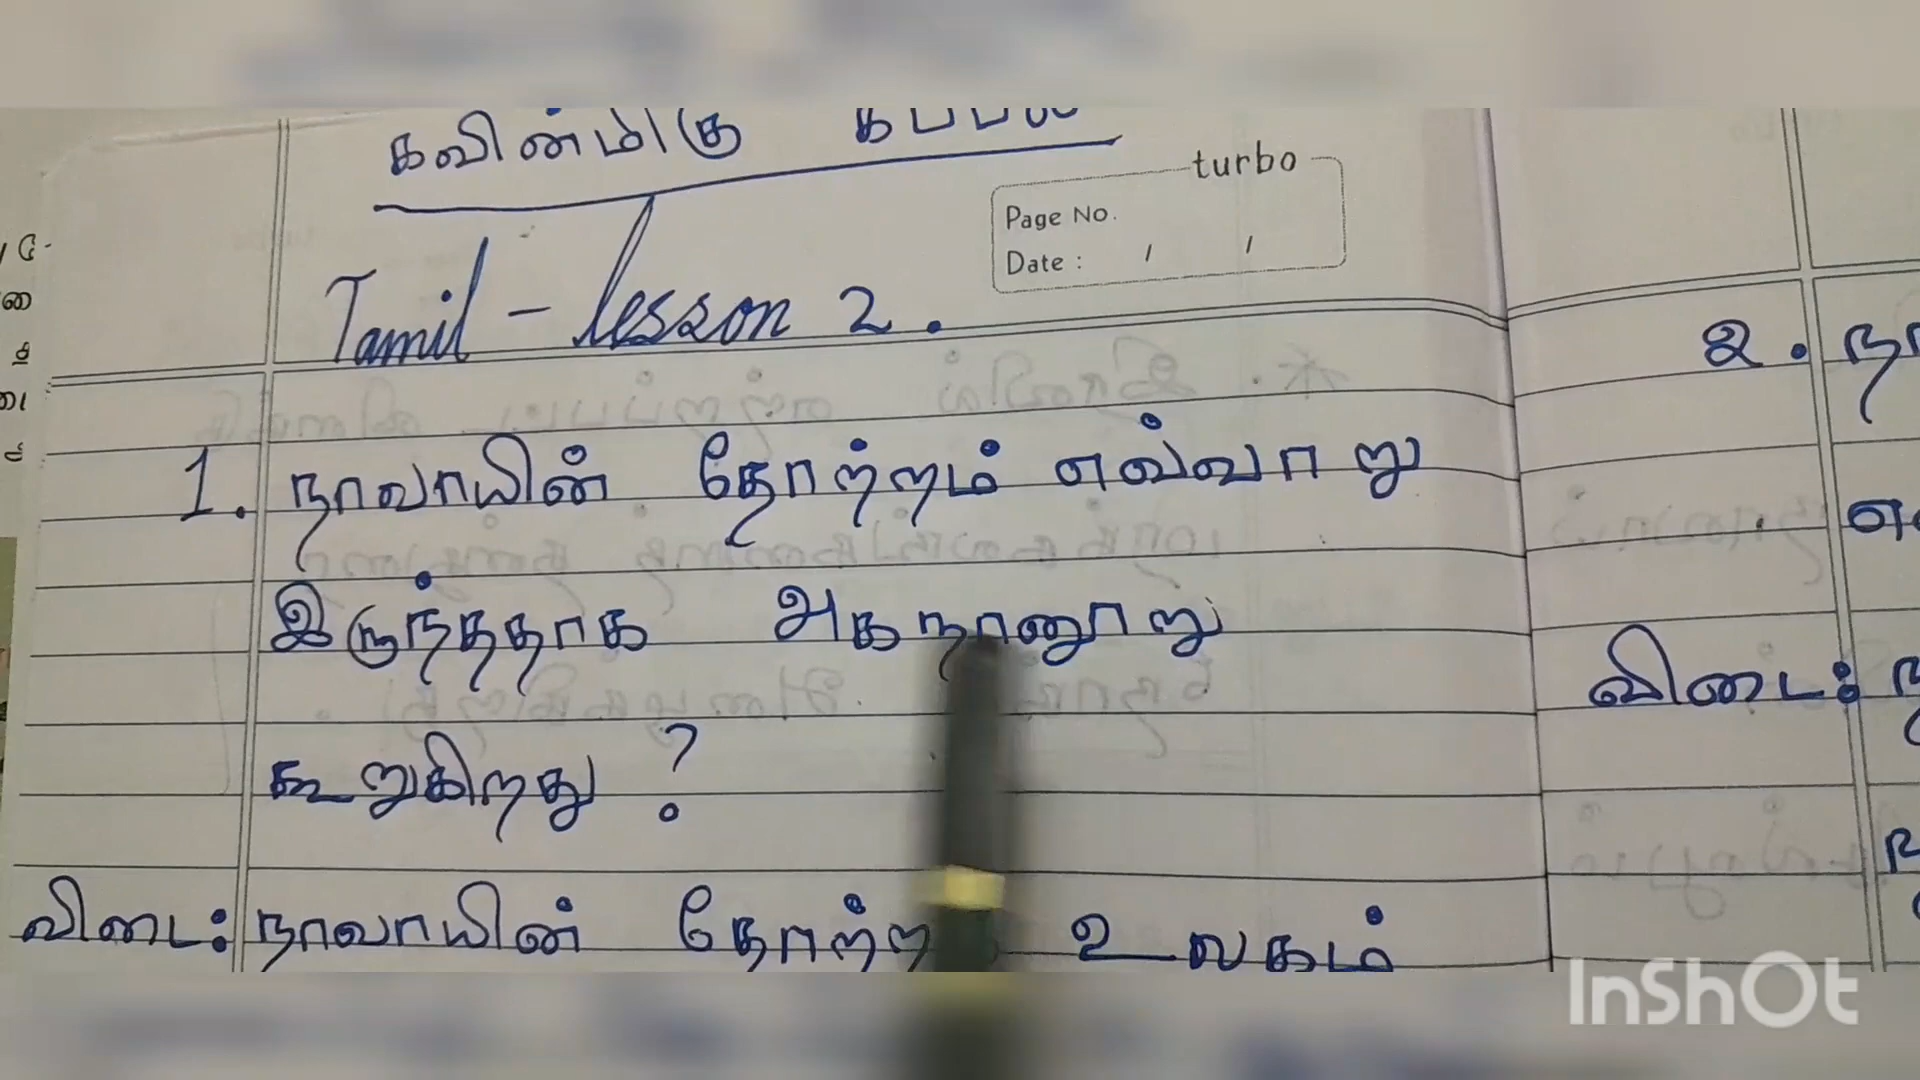 கவின்மிகு கப்பல்
turbo
Page No.
Date : / /
Tamil - lesson 2.
1. நாவாயின் தோற்றம் எவ்வாறு
இருந்ததாக அகநானூறு
கூறுகிறது ?
விடை: நாவாயின் உலகம்
2.
விடை:
InShOt